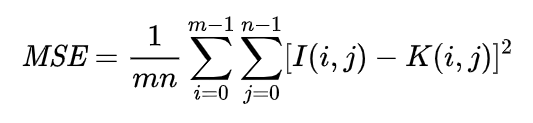 MSE = \frac{1}{mn} \sum_{i=0}^{m-1} \sum_{j=0}^{n-1} [I(i,j) - K(i,j)]^2